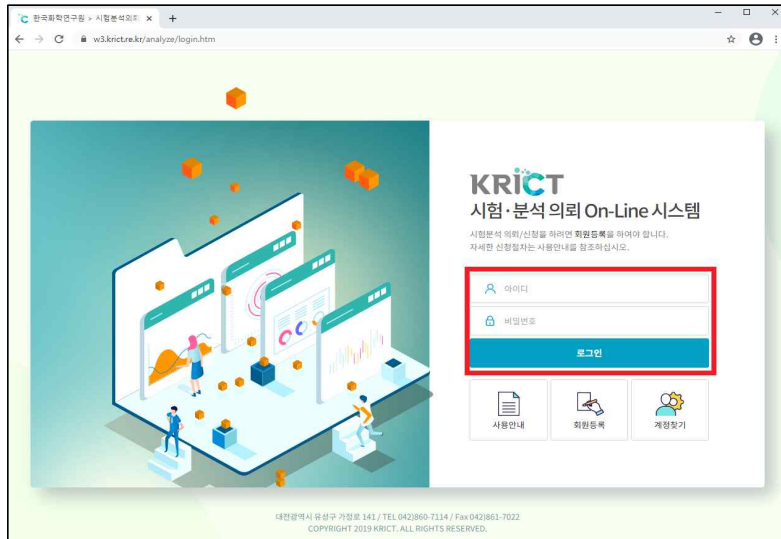 한국화학연구원 > 시험분석의뢰
w3.krict.re.kr/analyze/login.htm
KRICT
시험·분석 의뢰 On-Line 시스템
시험분석 의뢰/신청을 하려면 회원등록을 하여야 합니다.
자세한 신청절차는 사용안내를 참조하십시오.
아이디
비밀번호
로그인
사용안내
회원등록
계정찾기
대전광역시 유성구 가정로 141 / TEL 042)860-7114 / Fax 042)861-7022
COPYRIGHT 2019 KRICT. ALL RIGHTS RESERVED.